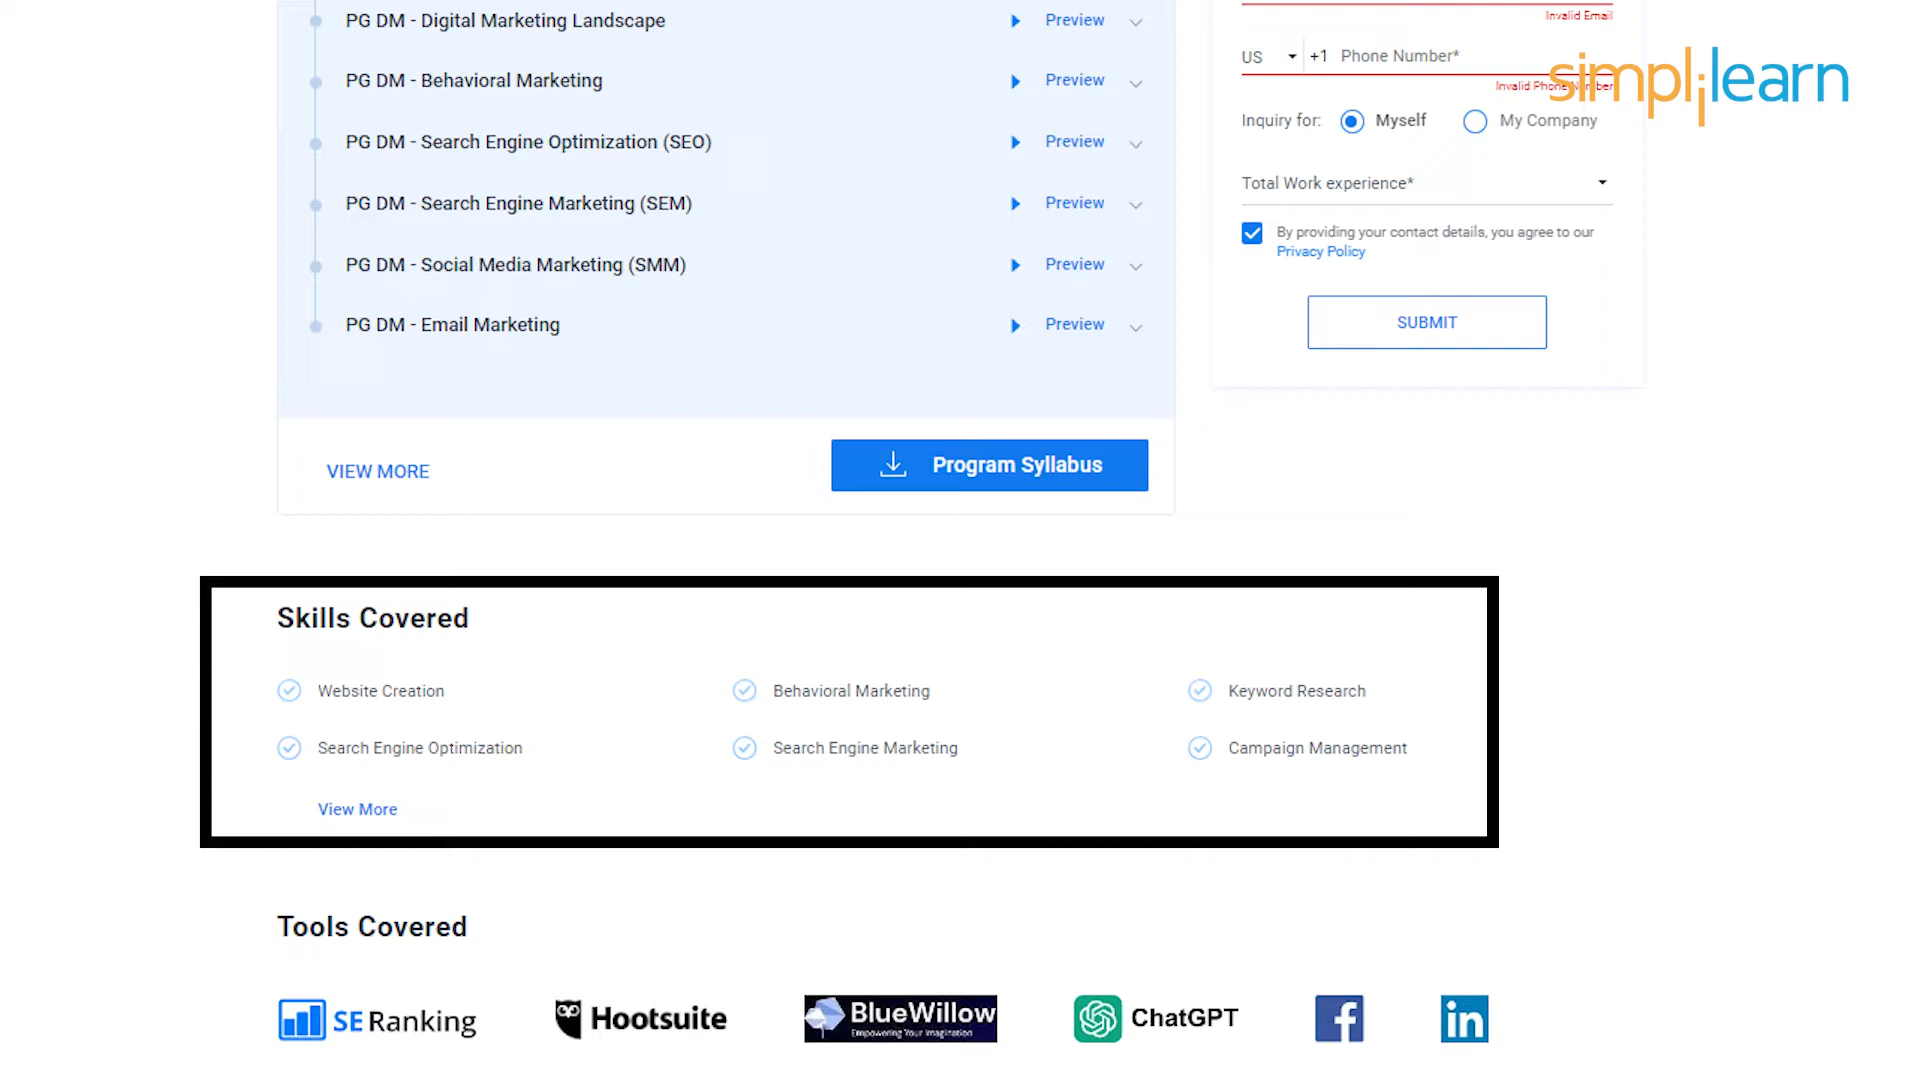 PG DM - Digital Marketing Landscape
Preview
PG DM - Behavioral Marketing
Preview
PG DM - Search Engine Optimization (SEO)
Preview
PG DM - Search Engine Marketing (SEM)
Preview
PG DM - Social Media Marketing (SMM)
Preview
PG DM - Email Marketing
Preview
VIEW MORE
Program Syllabus
Invalid Email
US +1 Phone Number*
Invalid Phone Number
simplilearn
Inquiry for: Myself My Company
Total Work experience*
By providing your contact details, you agree to our
Privacy Policy
SUBMIT
Skills Covered
Website Creation
Behavioral Marketing
Keyword Research
Search Engine Optimization
Search Engine Marketing
Campaign Management
View More
Tools Covered
SE Ranking
Hootsuite
BlueWillow
Empowering Your Imagination
ChatGPT
f
in